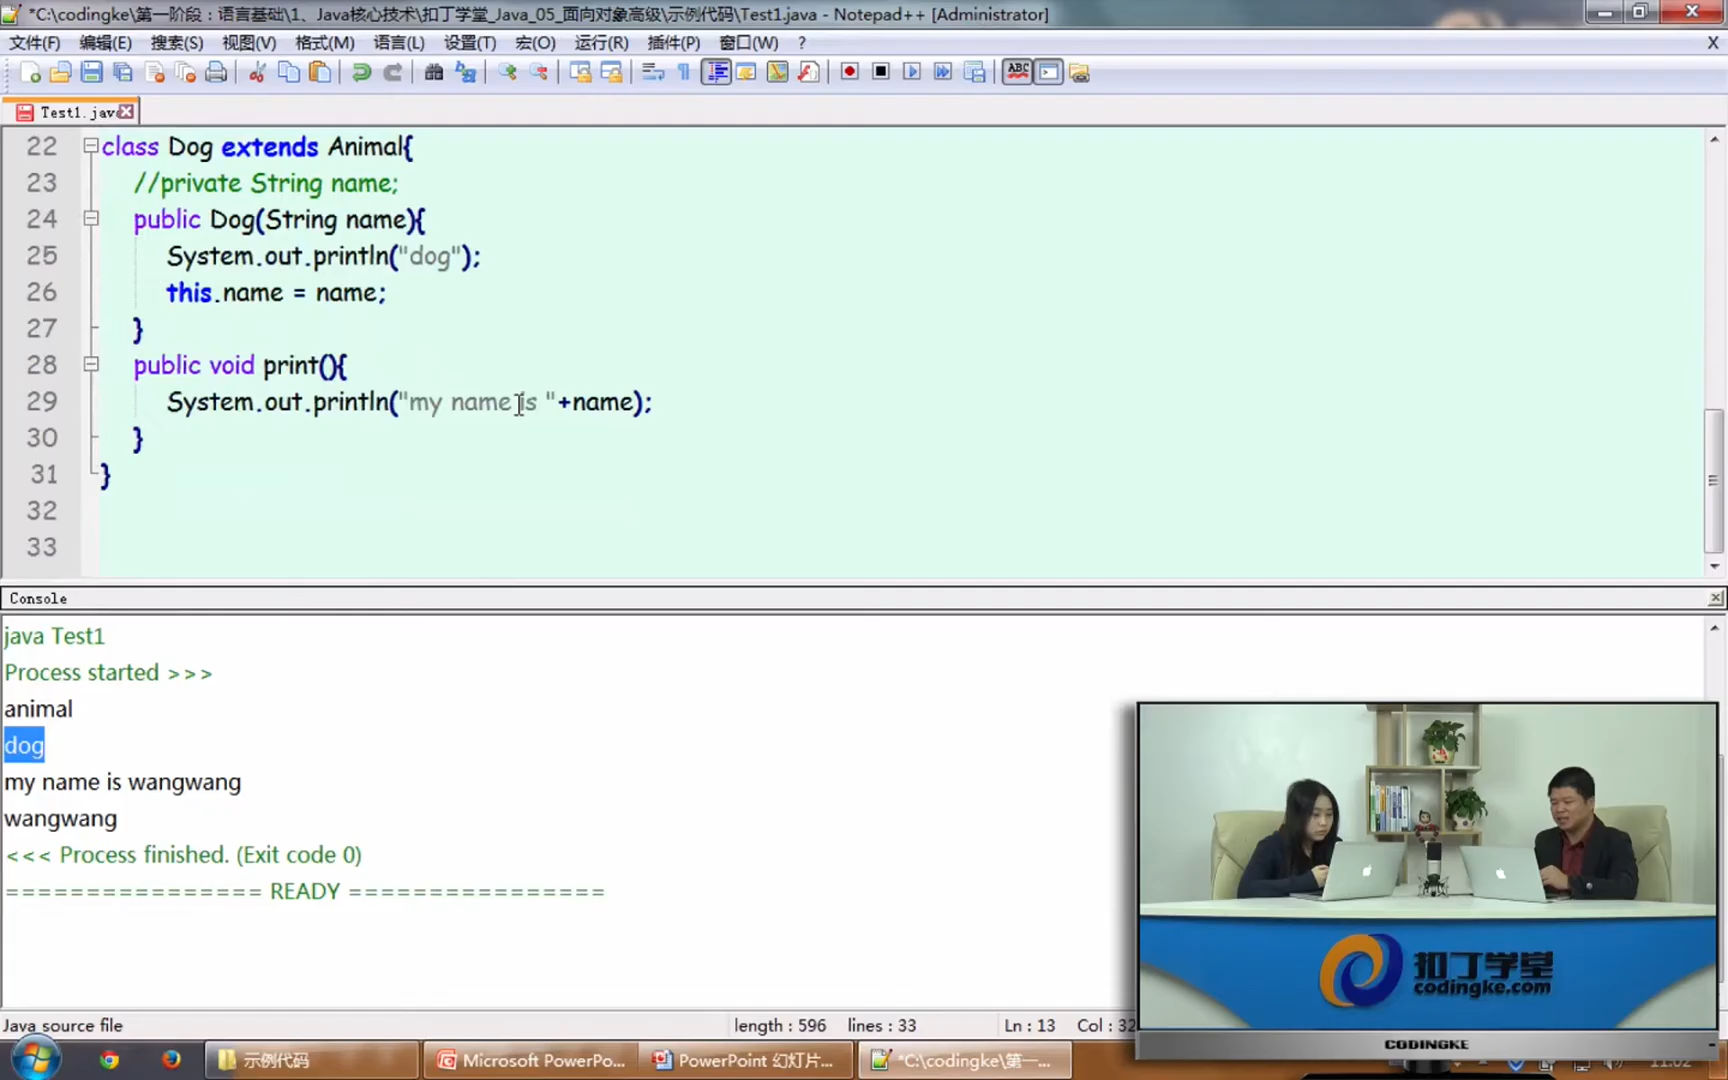 *C:\codingke\第一阶段：语言基础\1、Java核心技术\扣丁学堂_Java_05_面向对象高级\示例代码\Test1.java - Notepad++ [Administrator]
文件(F) 编辑(E) 搜索(S) 视图(V) 格式(M) 语言(L) 设置(T) 宏(O) 运行(R) 插件(P) 窗口(W) ? X
ABC
Test1.java
22 class Dog extends Animal{
23 //private String name;
24 public Dog(String name){
25 System.out.println("dog");
26 this.name = name;
27 }
28 public void print(){
29 System.out.println("my name is "+name);
30 }
31 }
32
33
Console
java Test1
Process started >>>
animal
dog
my name is wangwang
wangwang
<<< Process finished. (Exit code 0)
================ READY ================
扣丁学堂
codingke.com
Java source file length : 596 lines : 33 Ln : 13 Col : 32
CODINGKE
示例代码 Microsoft PowerPo... PowerPoint 幻灯片... *C:\codingke\第一...